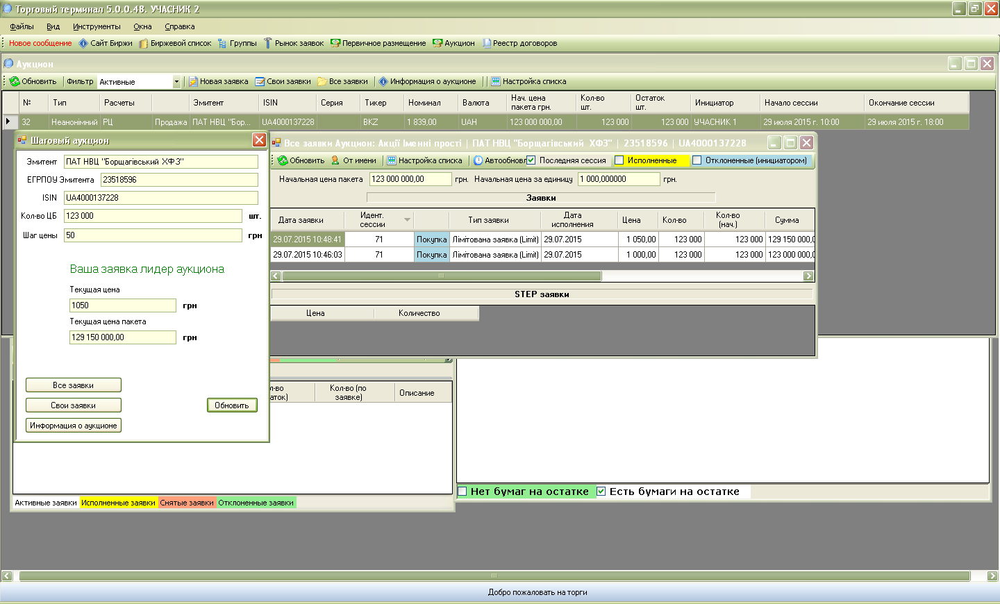 Торговый терминал 5.0.0.48. УЧАСНИК 2
Файлы Вид Инструменты Окна Справка
Новое сообщение Сайт Биржи Биржевой список Группы Рынок заявок Первичное размещение Аукцион Реестр договоров
Аукцион
Обновить Фильтр Активные Новая заявка Свои заявки Все заявки Информация о аукционе Настройка списка
№ Тип Расчеты Эмитент ISIN Серия Тикер Номинал Валюта Нач. цена пакета грн. Кол-во шт. Остаток шт. Инициатор Начало сессии Окончание сессии
32 Неанонімний РЦ Продажа ПАТ НВЦ "Бор... UA4000137228 BKZ 1 839,00 UAH 123 000 000,00 123 000 123 000 УЧАСНИК 1 29 июля 2015 г. 10:00 29 июля 2015 г. 18:00
Шаговый аукцион
Эмитент ПАТ НВЦ "Борщагівський ХФЗ"
ЕГРПОУ Эмитента 23518596
ISIN UA4000137228
Кол-во ЦБ 123 000 шт.
Шаг цены 50 грн
Ваша заявка лидер аукциона
Текущая цена
1050 грн
Текущая цена пакета
129 150 000,00 грн
Все заявки
Свои заявки Обновить
Информация о аукционе
Все заявки Аукцион: Акції Іменні прості | ПАТ НВЦ "Борщагівський ХФЗ" | 23518596 | UA4000137228
Обновить От имени Настройка списка Автообновл Последняя сессия Исполненные Отклоненные (инициатором)
Начальная цена пакета 123 000 000,00 грн. Начальная цена за единицу 1 000,000000 грн.
Заявки
Дата заявки Идент. сессии Тип заявки Дата исполнения Цена Кол-во Кол-во (нач.) Сумма
29.07.2015 10:48:41 71 Покупка Лімітована заявка (Limit) 29.07.2015 1 050,00 123 000 123 000 129 150 000,0
29.07.2015 10:46:03 71 Покупка Лімітована заявка (Limit) 29.07.2015 1 000,00 123 000 123 000 123 000 000,0
STEP заявки
Цена Количество
л-во аток) Кол-во (по заявке) Описание
Активные заявки Исполненные заявки Снятые заявки Отклоненные заявки
Нет бумаг на остатке Есть бумаги на остатке
Добро пожаловать на торги